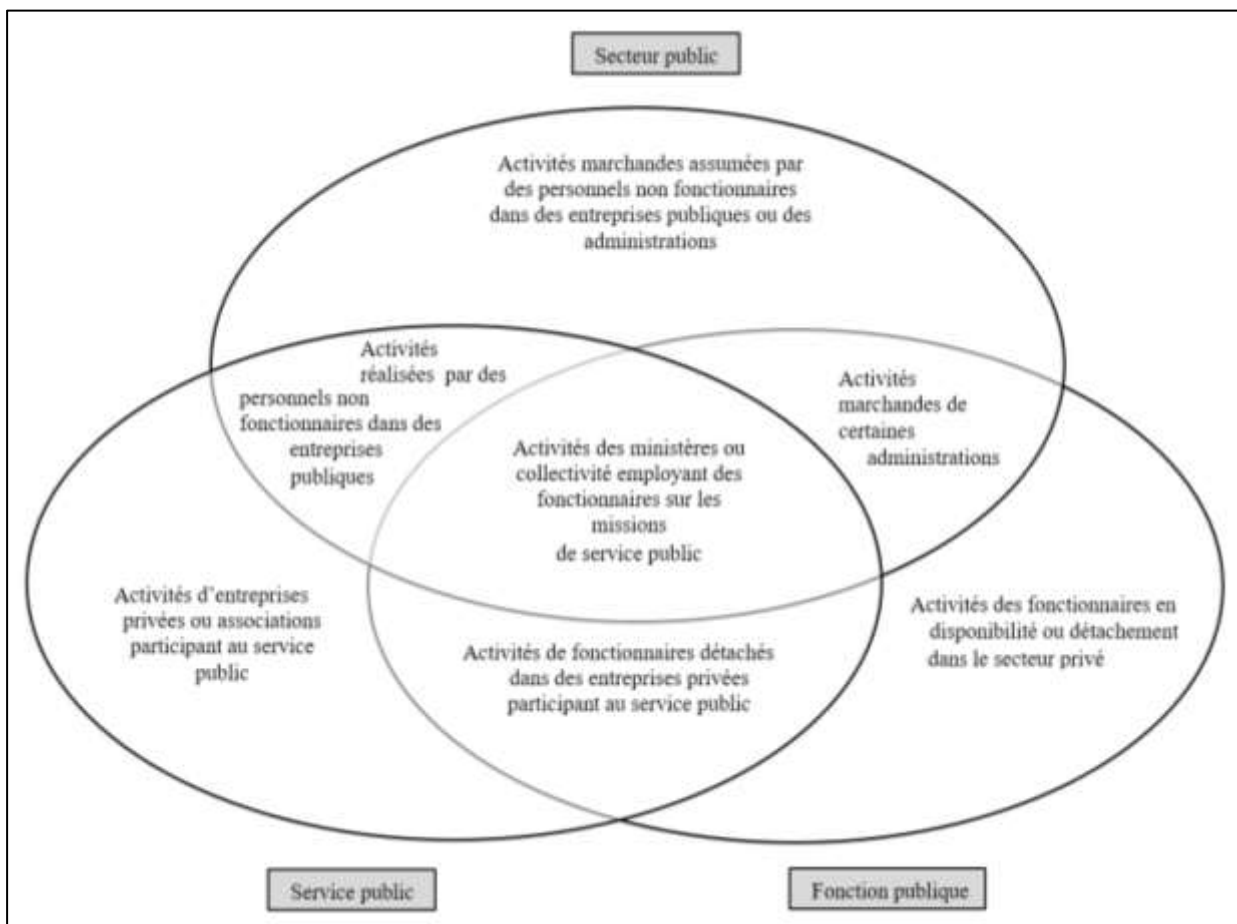 Secteur public
Activités marchandes assumées par
des personnels non fonctionnaires
dans des entreprises publiques ou des
administrations
Activités
réalisées par des
personnels non
fonctionnaires dans des
entreprises
publiques
Activités
marchandes de
certaines
administrations
Activités des ministères ou
collectivité employant des
fonctionnaires sur les
missions
de service public
Activités d'entreprises
privées ou associations
participant au service
public
Activités de fonctionnaires détachés
dans des entreprises privées
participant au service public
Activités des fonctionnaires en
disponibilité ou détachement
dans le secteur privé
Service public
Fonction publique